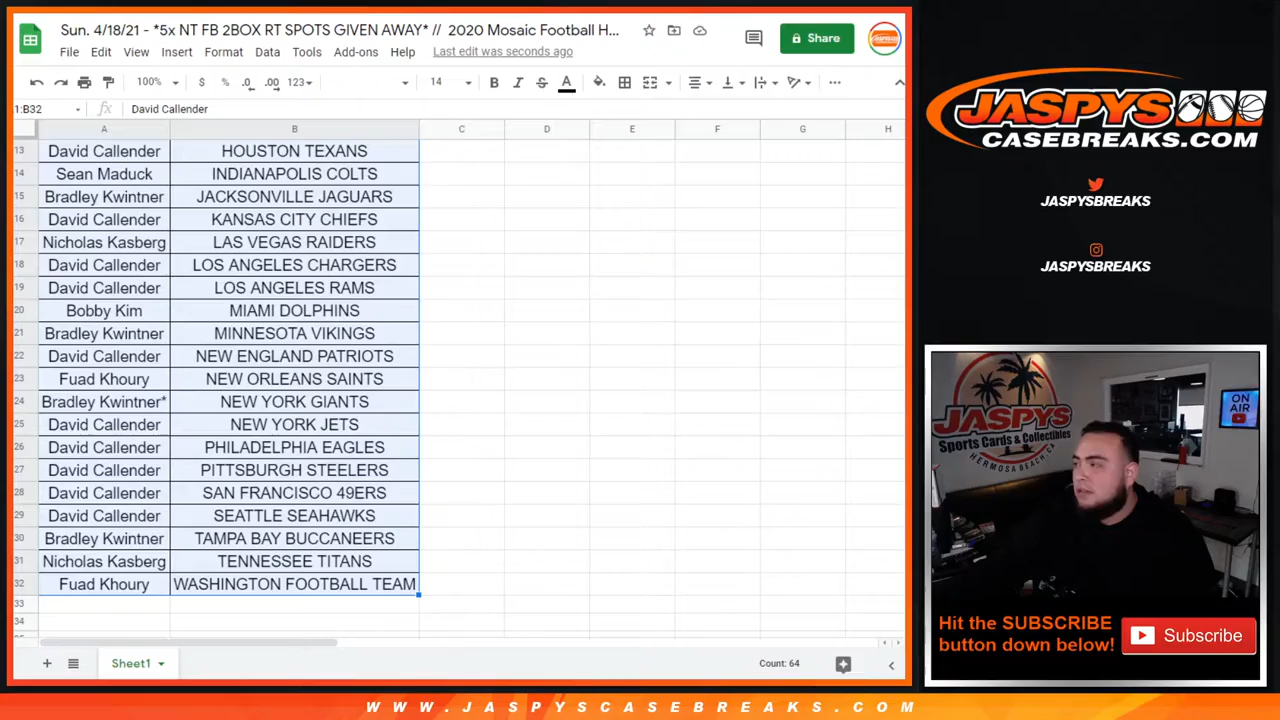 Sun. 4/18/21 - *5x NT FB 2BOX RT SPOTS GIVEN AWAY* // 2020 Mosaic Football H...
File Edit View Insert Format Data Tools Add-ons Help Last edit was seconds ago
Share
100% $ % .0 .00 123 14 B I S A
1:B32 fx David Callender
A B C D E F G H
13 David Callender HOUSTON TEXANS
14 Sean Maduck INDIANAPOLIS COLTS
15 Bradley Kwintner JACKSONVILLE JAGUARS
16 David Callender KANSAS CITY CHIEFS
17 Nicholas Kasberg LAS VEGAS RAIDERS
18 David Callender LOS ANGELES CHARGERS
19 David Callender LOS ANGELES RAMS
20 Bobby Kim MIAMI DOLPHINS
21 Bradley Kwintner MINNESOTA VIKINGS
22 David Callender NEW ENGLAND PATRIOTS
23 Fuad Khoury NEW ORLEANS SAINTS
24 Bradley Kwintner* NEW YORK GIANTS
25 David Callender NEW YORK JETS
26 David Callender PHILADELPHIA EAGLES
27 David Callender PITTSBURGH STEELERS
28 David Callender SAN FRANCISCO 49ERS
29 David Callender SEATTLE SEAHAWKS
30 Bradley Kwintner TAMPA BAY BUCCANEERS
31 Nicholas Kasberg TENNESSEE TITANS
32 Fuad Khoury WASHINGTON FOOTBALL TEAM
33
34
Sheet1
Count: 64
JASPYS
CASEBREAKS.COM
JASPYSBREAKS
JASPYSBREAKS
JASPYS
Sports Cards & Collectibles
HERMOSA BEACH, CA
ON
AIR
Hit the SUBSCRIBE
button down below!
Subscribe
WWW.JASPYSCASEBREAKS.COM